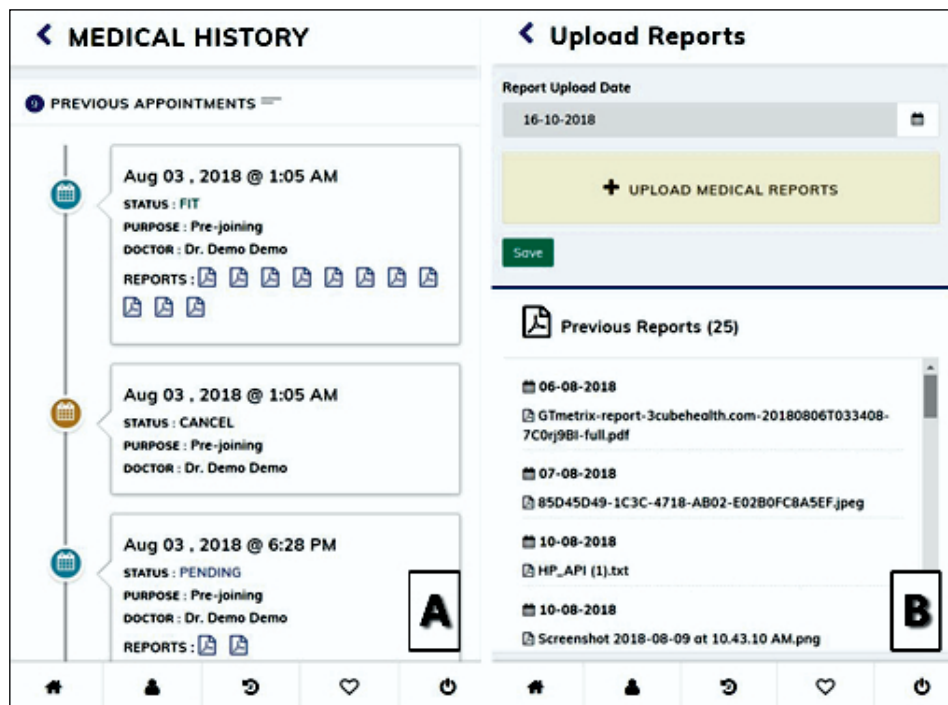 MEDICAL HISTORY
PREVIOUS APPOINTMENTS
Aug 03 , 2018 @ 1:05 AM
STATUS : FIT
PURPOSE : Pre-joining
DOCTOR : Dr. Demo Demo
REPORTS :
Aug 03 , 2018 @ 1:05 AM
STATUS : CANCEL
PURPOSE : Pre-joining
DOCTOR : Dr. Demo Demo
Aug 03 , 2018 @ 6:28 PM
STATUS : PENDING
PURPOSE : Pre-joining
DOCTOR : Dr. Demo Demo
REPORTS :
A
Upload Reports
Report Upload Date
16-10-2018
+ UPLOAD MEDICAL REPORTS
Save
Previous Reports (25)
06-08-2018
GTmetrix-report-3cubehealth.com-20180806T033408-
7C0rj9BI-full.pdf
07-08-2018
85D45D49-1C3C-4718-AB02-E02B0FC8A5EF.jpeg
10-08-2018
HP_API (1).txt
10-08-2018
Screenshot 2018-08-09 at 10.43.10 AM.png
B